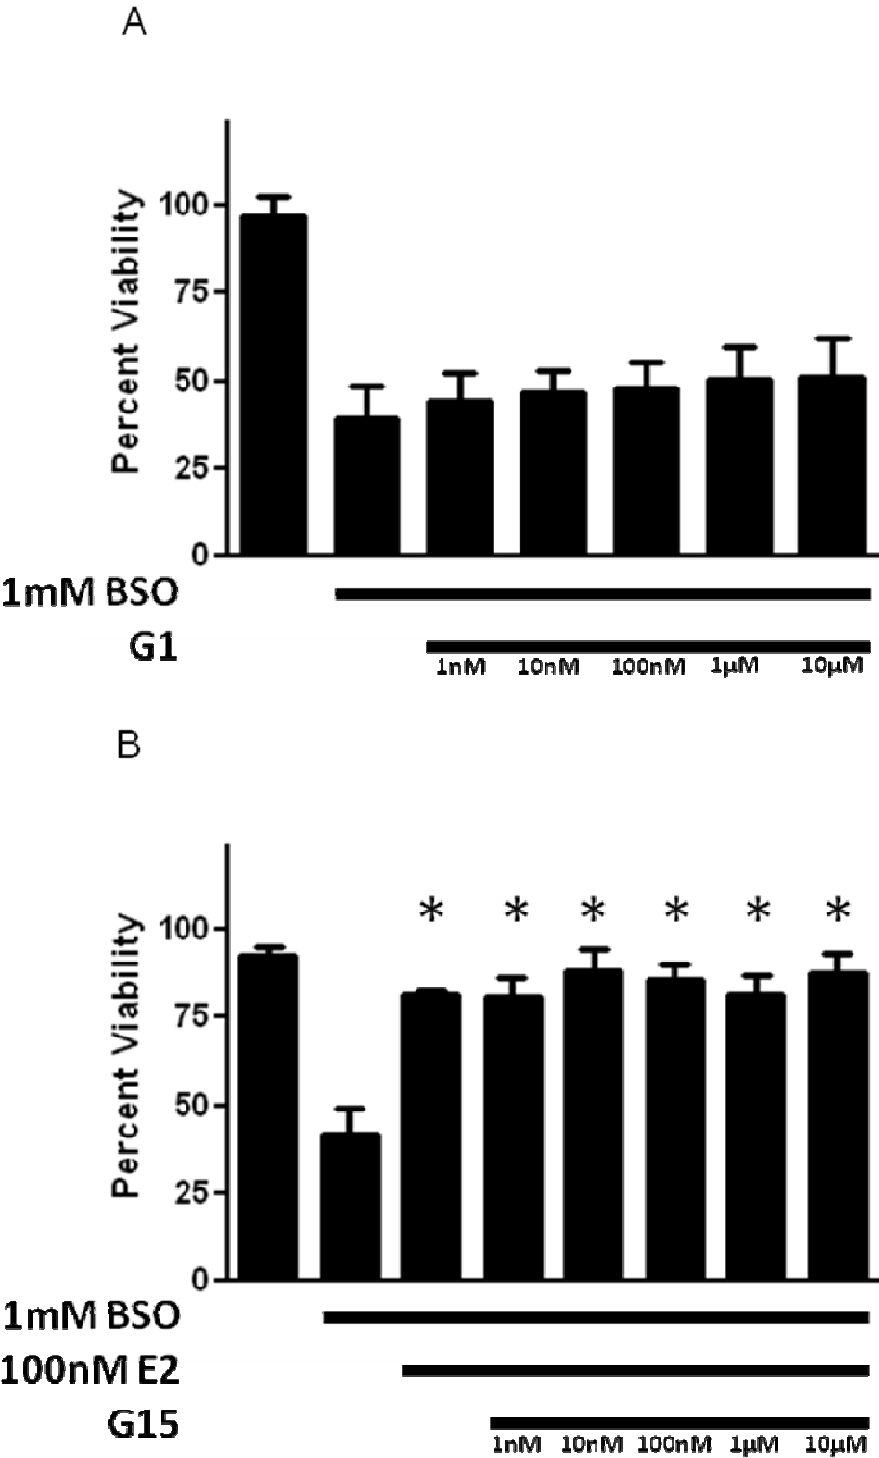 A
Percent Viability
100
75
50
25
0
1mM BSO
G1
1nM 10nM 100nM 1µM 10µM
B
* * * * * *
Percent Viability
100
75
50
25
0
1mM BSO
100nM E2
G15
1nM 10nM 100nM 1µM 10µM